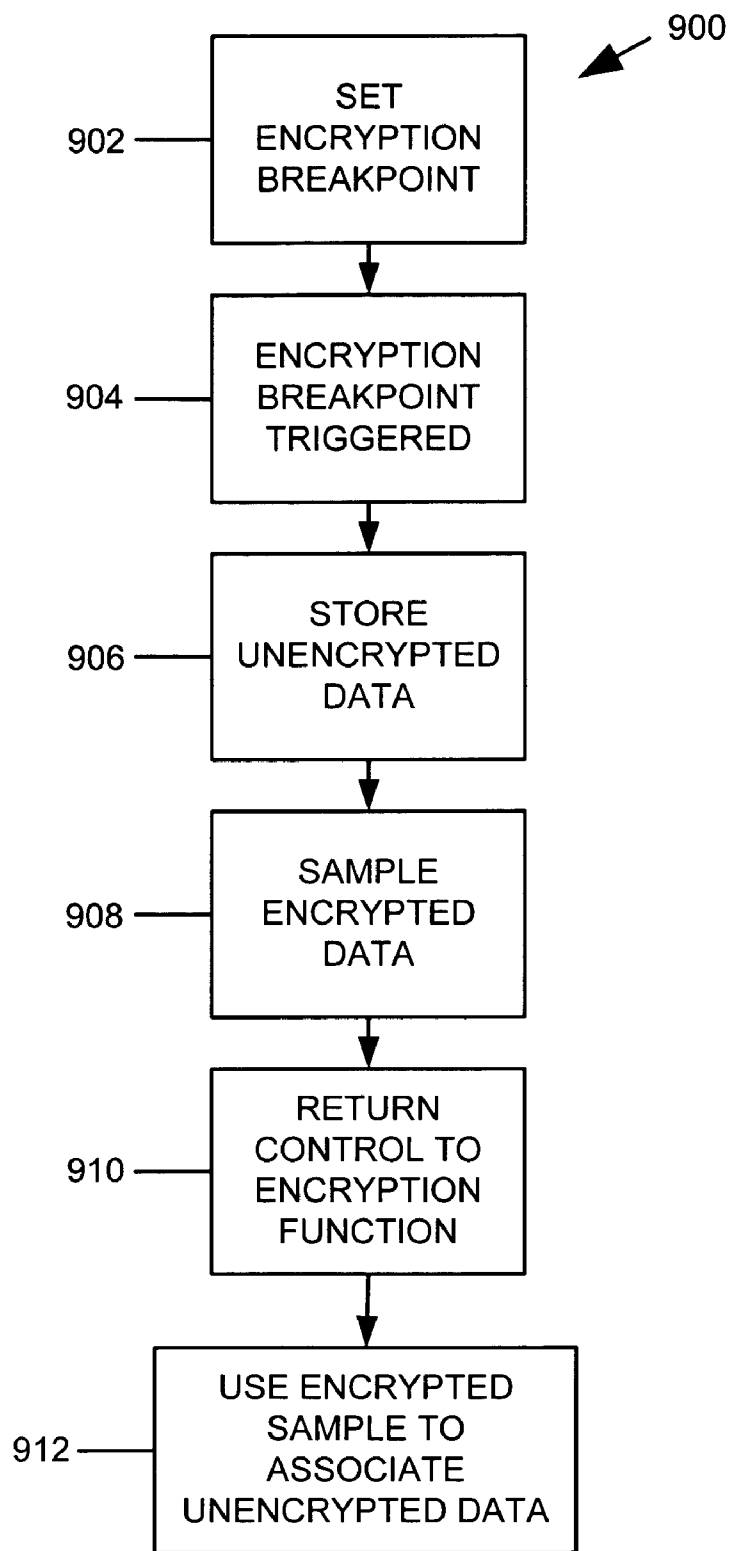 900
SET
ENCRYPTION
BREAKPOINT
902
ENCRYPTION
BREAKPOINT
TRIGGERED
904
STORE
UNENCRYPTED
DATA
906
SAMPLE
ENCRYPTED
DATA
908
RETURN
CONTROL TO
ENCRYPTION
FUNCTION
910
USE ENCRYPTED
SAMPLE TO
ASSOCIATE
UNENCRYPTED DATA
912